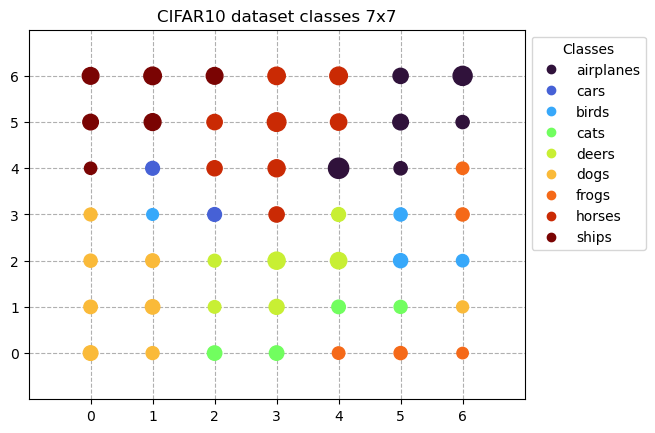 CIFAR10 dataset classes 7x7
6
5
4
3
2
1
0
0 1 2 3 4 5 6
Classes
airplanes
cars
birds
cats
deers
dogs
frogs
horses
ships